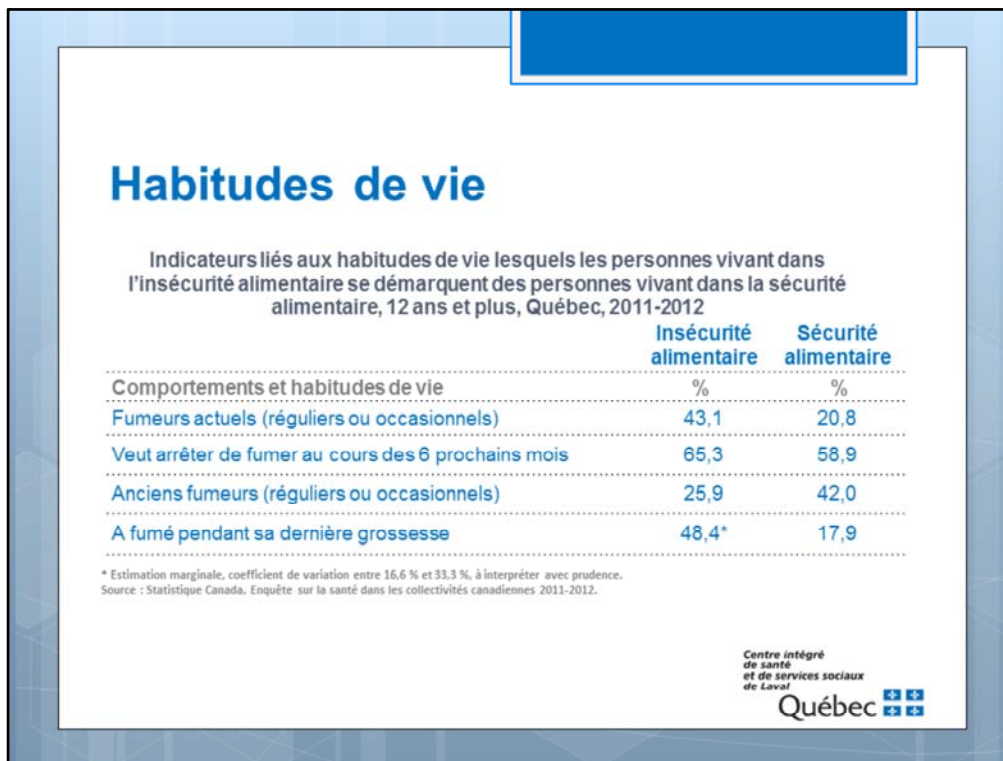 Habitudes de vie
Indicateurs liés aux habitudes de vie lesquels les personnes vivant dans
l'insécurité alimentaire se démarquent des personnes vivant dans la sécurité
alimentaire, 12 ans et plus, Québec, 2011-2012
Insécurité alimentaire Sécurité alimentaire
Comportements et habitudes de vie % %
Fumeurs actuels (réguliers ou occasionnels) 43,1 20,8
Veut arrêter de fumer au cours des 6 prochains mois 65,3 58,9
Anciens fumeurs (réguliers ou occasionnels) 25,9 42,0
A fumé pendant sa dernière grossesse 48,4* 17,9
* Estimation marginale, coefficient de variation entre 16,6 % et 33,3 %, à interpréter avec prudence.
Source : Statistique Canada, Enquête sur la santé dans les collectivités canadiennes 2011-2012.
Centre intégré
de santé
et de services sociaux
de Laval
Québec